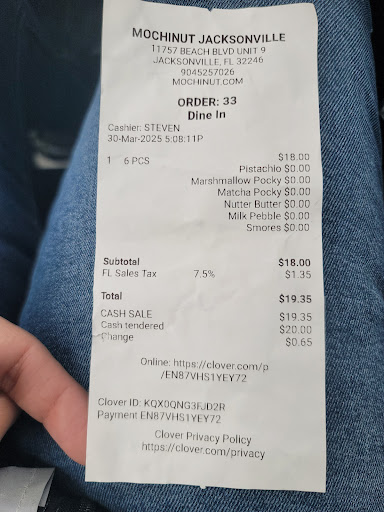 MOCHINUT JACKSONVILLE
11757 BEACH BLVD UNIT 9
JACKSONVILLE, FL 32246
9045257026
MOCHINUT.COM
ORDER: 33
Dine In
Cashier: STEVEN
30-Mar-2025 5:08:11P
1 6 PCS $18.00
Pistachio $0.00
Marshmallow Pocky $0.00
Matcha Pocky $0.00
Nutter Butter $0.00
Milk Pebble $0.00
Smores $0.00
Subtotal $18.00
FL Sales Tax 7.5% $1.35
Total $19.35
CASH SALE $19.35
Cash tendered $20.00
Change $0.65
Online: https://clover.com/p
/EN87VHS1YEY72
Clover ID: KQXDQNG3FJD2R
Payment EN87VHS1YEY72
Clover Privacy Policy
https://clover.com/privacy